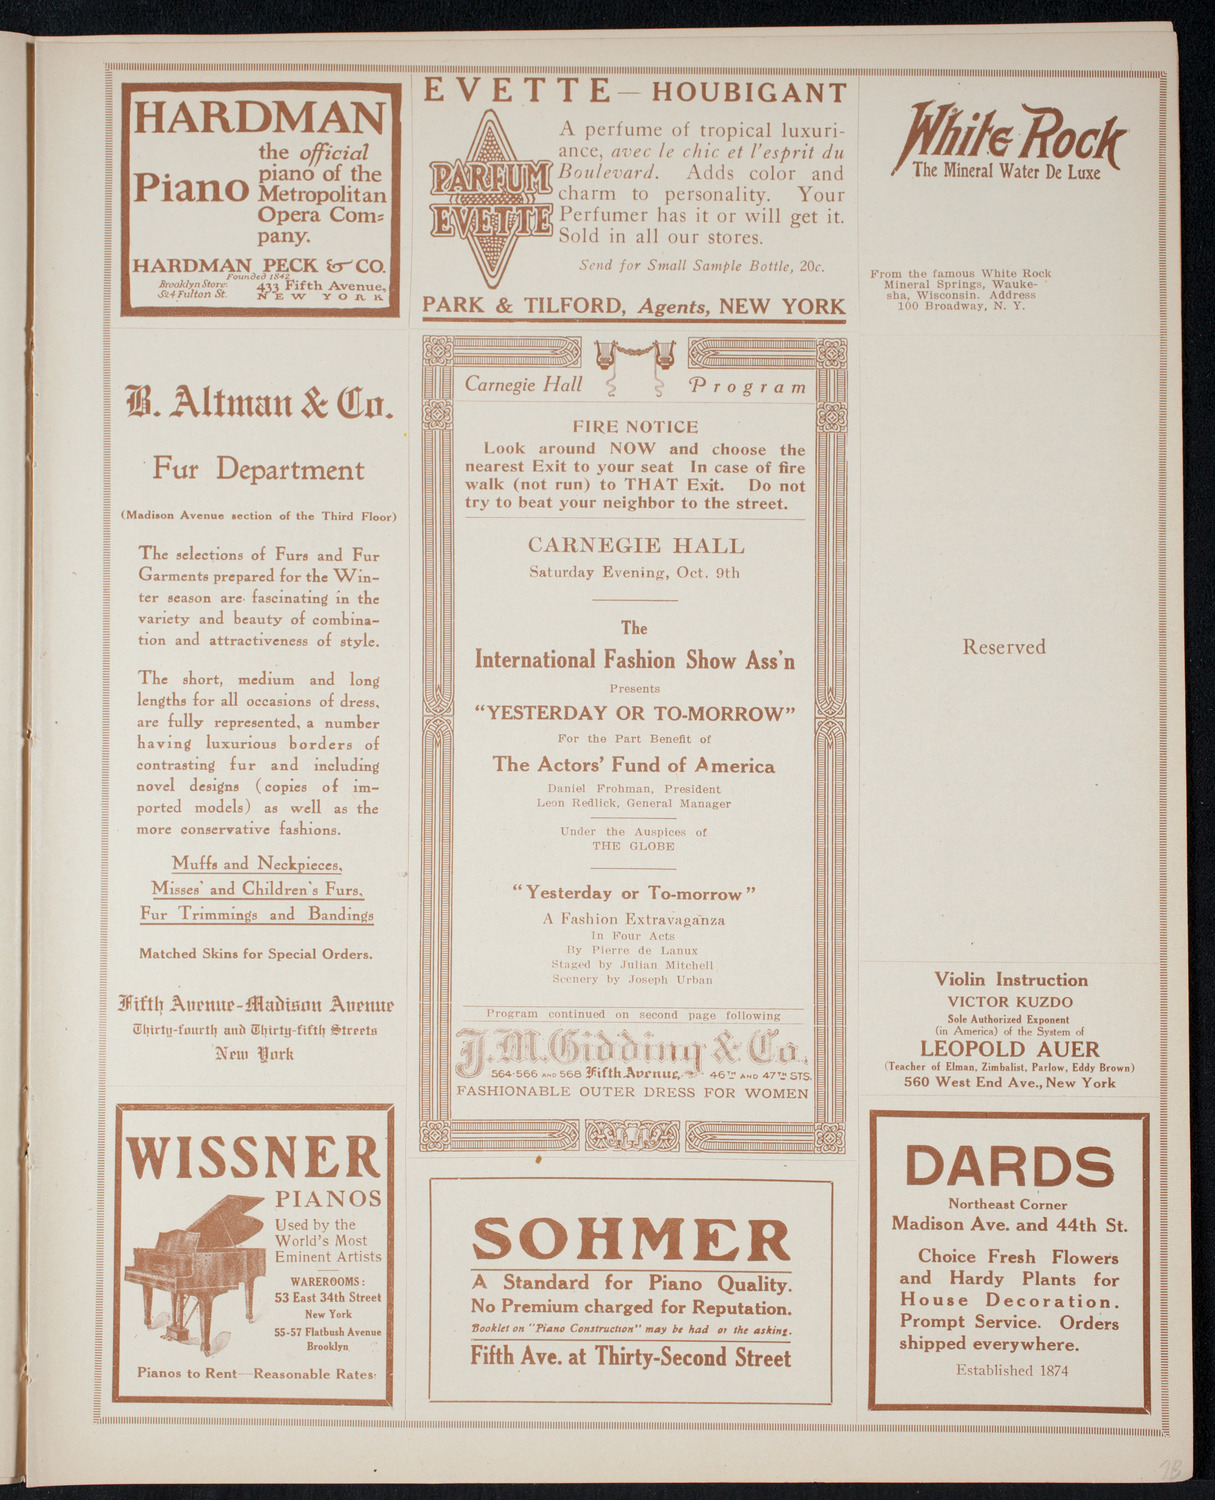 HARDMAN
Piano
the official
piano of the
Metropolitan
Opera Com=
pany.
HARDMAN PECK & CO.
Founded 1842
Brooklyn Store:
524 Fulton St.
433 Fifth Avenue,
NEW YORK
B. Altman & Co.
Fur Department
(Madison Avenue section of the Third Floor)
The selections of Furs and Fur
Garments prepared for the Win-
ter season are fascinating in the
variety and beauty of combina-
tion and attractiveness of style.
The short, medium and long
lengths for all occasions of dress,
are fully represented, a number
having luxurious borders of
contrasting fur and including
novel designs (copies of im-
ported models) as well as the
more conservative fashions.
Muffs and Neckpieces,
Misses' and Children's Furs,
Fur Trimmings and Bandings
Matched Skins for Special Orders.
Fifth Avenue-Madison Avenue
Thirty-fourth and Thirty-fifth Streets
New York
WISSNER
PIANOS
Used by the
World's Most
Eminent Artists
WAREROOMS:
53 East 34th Street
New York
55-57 Flatbush Avenue
Brooklyn
Pianos to Rent—Reasonable Rates
EVETTE—HOUBIGANT
PARFUM
EVETTE
A perfume of tropical luxuri-
ance, avec le chic et l'esprit du
Boulevard. Adds color and
charm to personality. Your
Perfumer has it or will get it.
Sold in all our stores.
Send for Small Sample Bottle, 20c.
PARK & TILFORD, Agents, NEW YORK
Carnegie Hall Program
FIRE NOTICE
Look around NOW and choose the
nearest Exit to your seat In case of fire
walk (not run) to THAT Exit. Do not
try to beat your neighbor to the street.
CARNEGIE HALL
Saturday Evening, Oct. 9th
The
International Fashion Show Ass'n
Presents
"YESTERDAY OR TO-MORROW"
For the Part Benefit of
The Actors' Fund of America
Daniel Frohman, President
Leon Redlick, General Manager
Under the Auspices of
THE GLOBE
"Yesterday or To-morrow"
A Fashion Extravaganza
In Four Acts
By Pierre de Lanux
Staged by Julian Mitchell
Scenery by Joseph Urban
Program continued on second page following
J.M. Gidding & Co.
564-566 AND 568 Fifth Avenue, 46TH AND 47TH STS.
FASHIONABLE OUTER DRESS FOR WOMEN
SOHMER
A Standard for Piano Quality.
No Premium charged for Reputation.
Booklet on "Piano Construction" may be had or the asking.
Fifth Ave. at Thirty-Second Street
White Rock
The Mineral Water De Luxe
From the famous White Rock
Mineral Springs, Wauke-
sha, Wisconsin. Address
100 Broadway, N. Y.
Reserved
Violin Instruction
VICTOR KUZDO
Sole Authorized Exponent
(in America) of the System of
LEOPOLD AUER
(Teacher of Elman, Zimbalist, Parlow, Eddy Brown)
560 West End Ave., New York
DARDS
Northeast Corner
Madison Ave. and 44th St.
Choice Fresh Flowers
and Hardy Plants for
House Decoration.
Prompt Service. Orders
shipped everywhere.
Established 1874